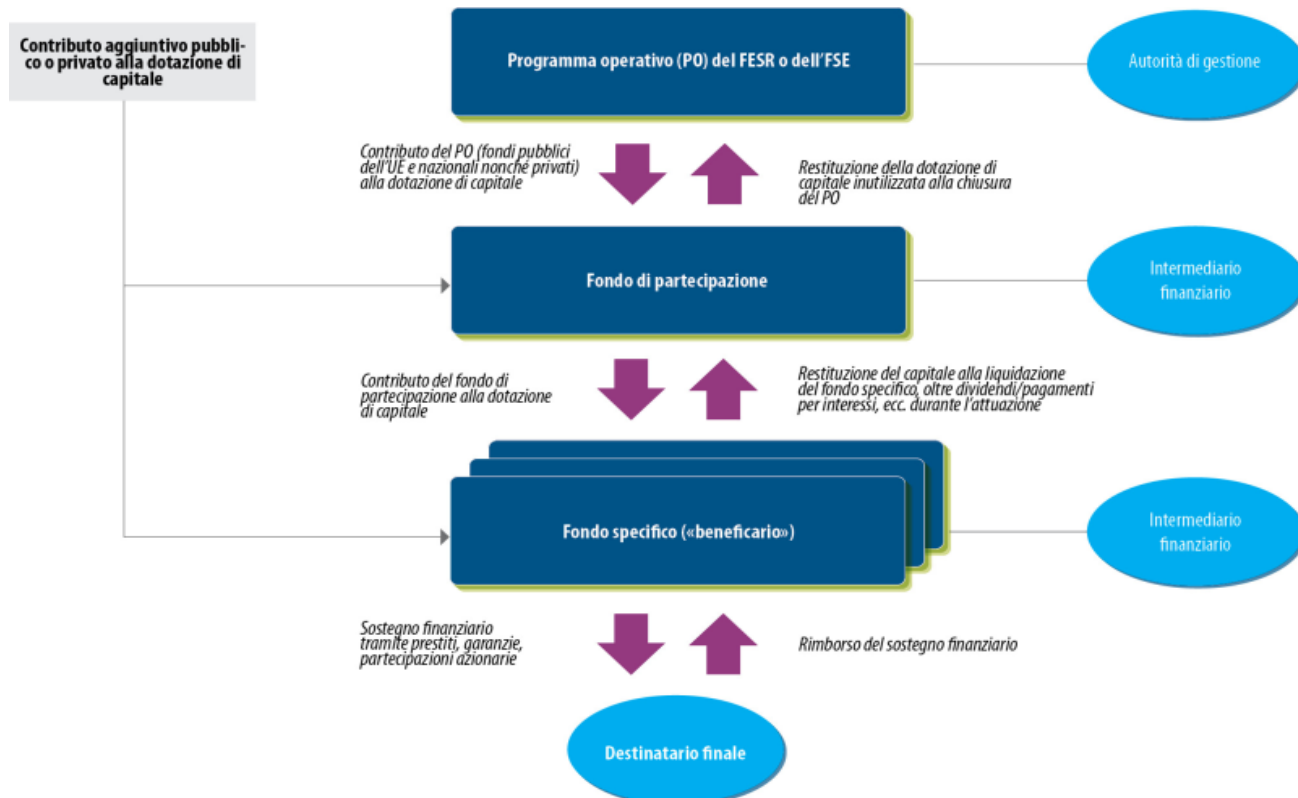 Contributo aggiuntivo pubbli-
co o privato alla dotazione di
capitale
Programma operativo (PO) del FESR o dell'FSE
Autorità di gestione
Contributo del PO (fondi pubblici
dell'UE e nazionali nonché privati)
alla dotazione di capitale
Restituzione della dotazione di
capitale inutilizzata alla chiusura
del PO
Fondo di partecipazione
Intermediario
finanziario
Contributo del fondo di
partecipazione alla dotazione
di capitale
Restituzione del capitale alla liquidazione
del fondo specifico, oltre dividendi/pagamenti
per interessi, ecc. durante l'attuazione
Fondo specifico («beneficario»)
Intermediario
finanziario
Sostegno finanziario
tramite prestiti, garanzie,
partecipazioni azionarie
Rimborso del sostegno finanziario
Destinatario finale